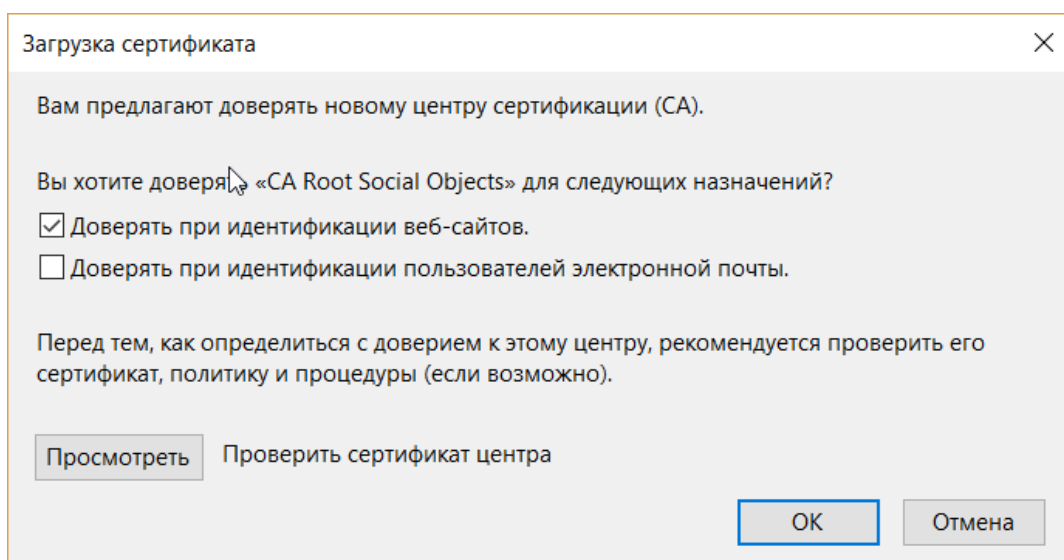 Загрузка сертификата
Вам предлагают доверять новому центру сертификации (CA).
Вы хотите доверять «CA Root Social Objects» для следующих назначений?
Доверять при идентификации веб-сайтов.
Доверять при идентификации пользователей электронной почты.
Перед тем, как определиться с доверием к этому центру, рекомендуется проверить его
сертификат, политику и процедуры (если возможно).
Просмотреть Проверить сертификат центра
ОК Отмена